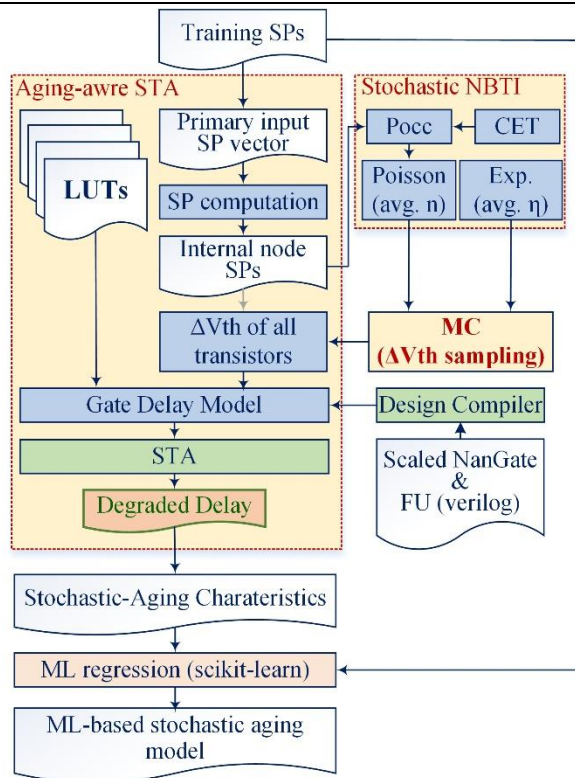 Training SPs
Aging-awre STA
Stochastic NBTI
Primary input
SP vector
Pocc
CET
LUTs
SP computation
Poisson
(avg. n)
Exp.
(avg. η)
Internal node
SPs
ΔVth of all
transistors
MC
(ΔVth sampling)
Gate Delay Model
Design Compiler
STA
Scaled NanGate
&
FU (verilog)
Degraded Delay
Stochastic-Aging Charateristics
ML regression (scikit-learn)
ML-based stochastic aging
model